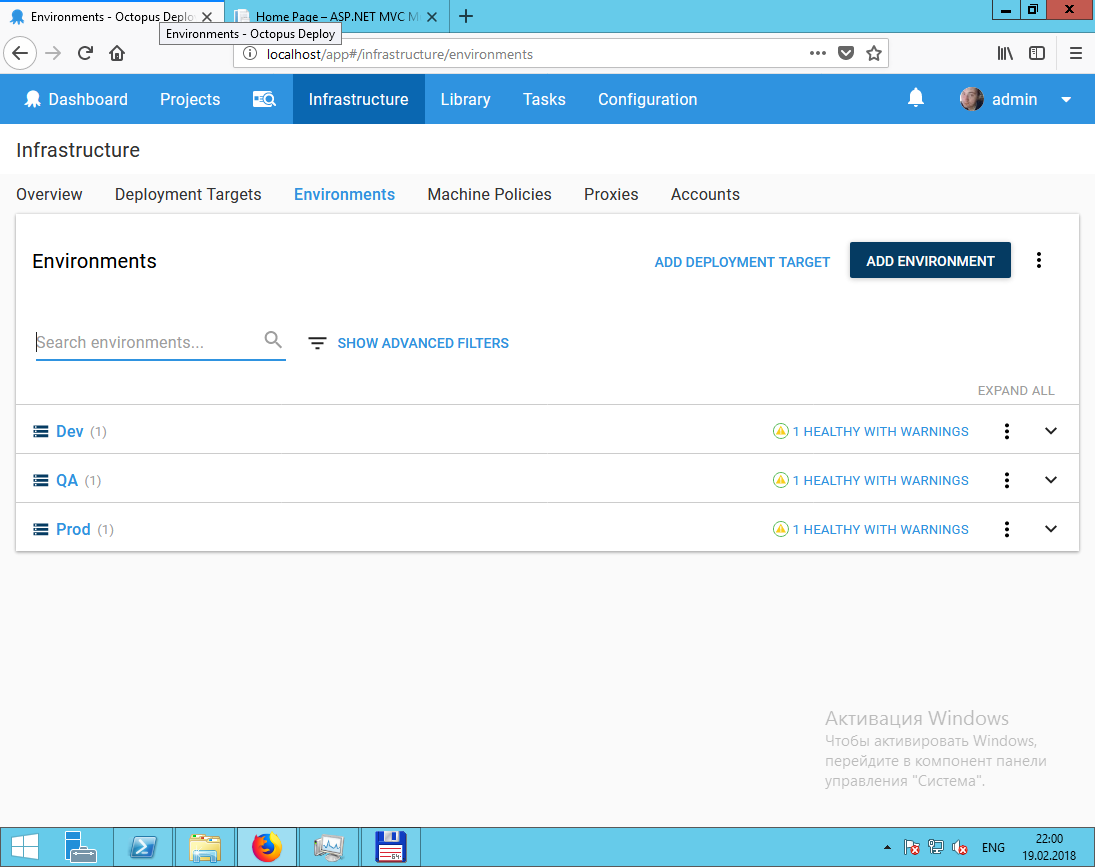 Environments - Octopus Deplo
Home Page – ASP.NET MVC M
Environments - Octopus Deploy
localhost/app#/infrastructure/environments
Dashboard
Projects
Infrastructure
Library
Tasks
Configuration
admin
Infrastructure
Overview
Deployment Targets
Environments
Machine Policies
Proxies
Accounts
Environments
ADD DEPLOYMENT TARGET
ADD ENVIRONMENT
Search environments...
SHOW ADVANCED FILTERS
EXPAND ALL
Dev (1)
1 HEALTHY WITH WARNINGS
QA (1)
1 HEALTHY WITH WARNINGS
Prod (1)
1 HEALTHY WITH WARNINGS
Активация Windows
Чтобы активировать Windows,
перейдите в компонент панели
управления "Система".
64
ENG
22:00
19.02.2018